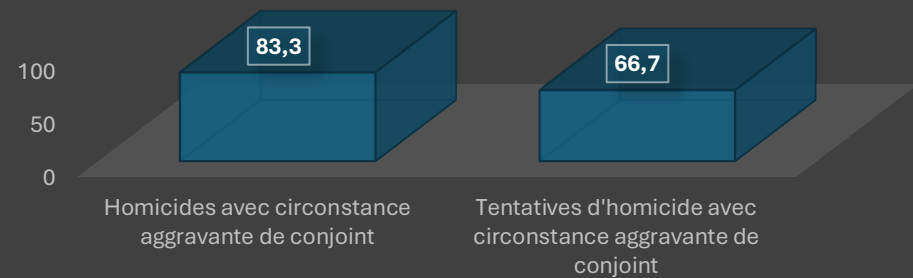 83,3
66,7
100
50
0
Homicides avec circonstance
aggravante de conjoint
Tentatives d'homicide avec
circonstance aggravante de
conjoint